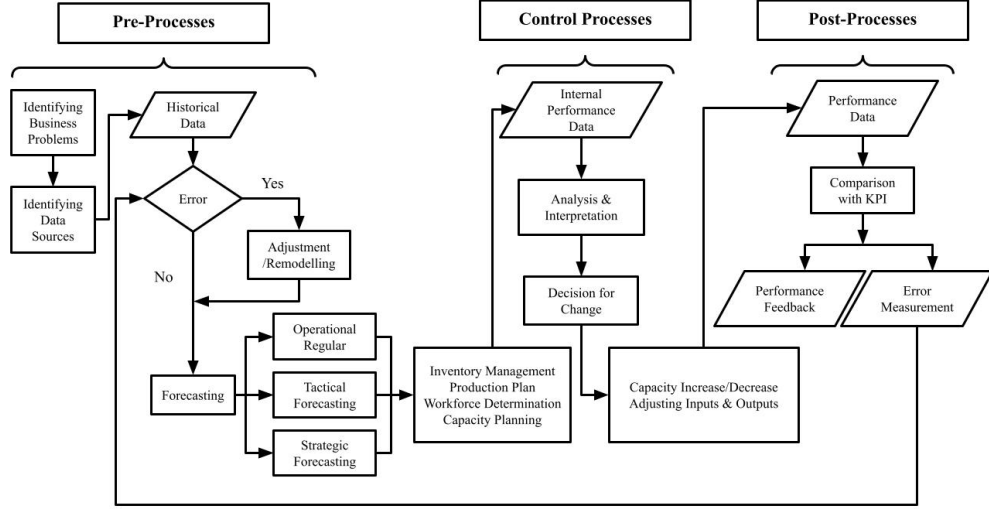 Pre-Processes
Control Processes
Post-Processes
Identifying
Business
Problems
Historical
Data
Identifying
Data
Sources
Error
Yes
No
Adjustment
/Remodelling
Forecasting
Operational
Regular
Tactical
Forecasting
Strategic
Forecasting
Inventory Management
Production Plan
Workforce Determination
Capacity Planning
Internal
Performance
Data
Analysis &
Interpretation
Decision for
Change
Capacity Increase/Decrease
Adjusting Inputs & Outputs
Performance
Data
Comparison
with KPI
Performance
Feedback
Error
Measurement